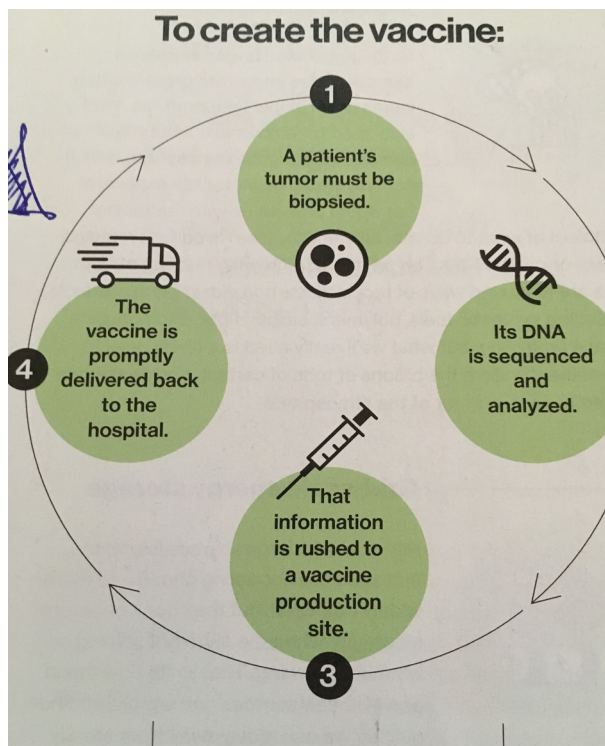 To create the vaccine:
1
A patient's
tumor must be
biopsied.
Its DNA
is sequenced
and
analyzed.
3
That
information
is rushed to
a vaccine
production
site.
4
The
vaccine is
promptly
delivered back
to the
hospital.